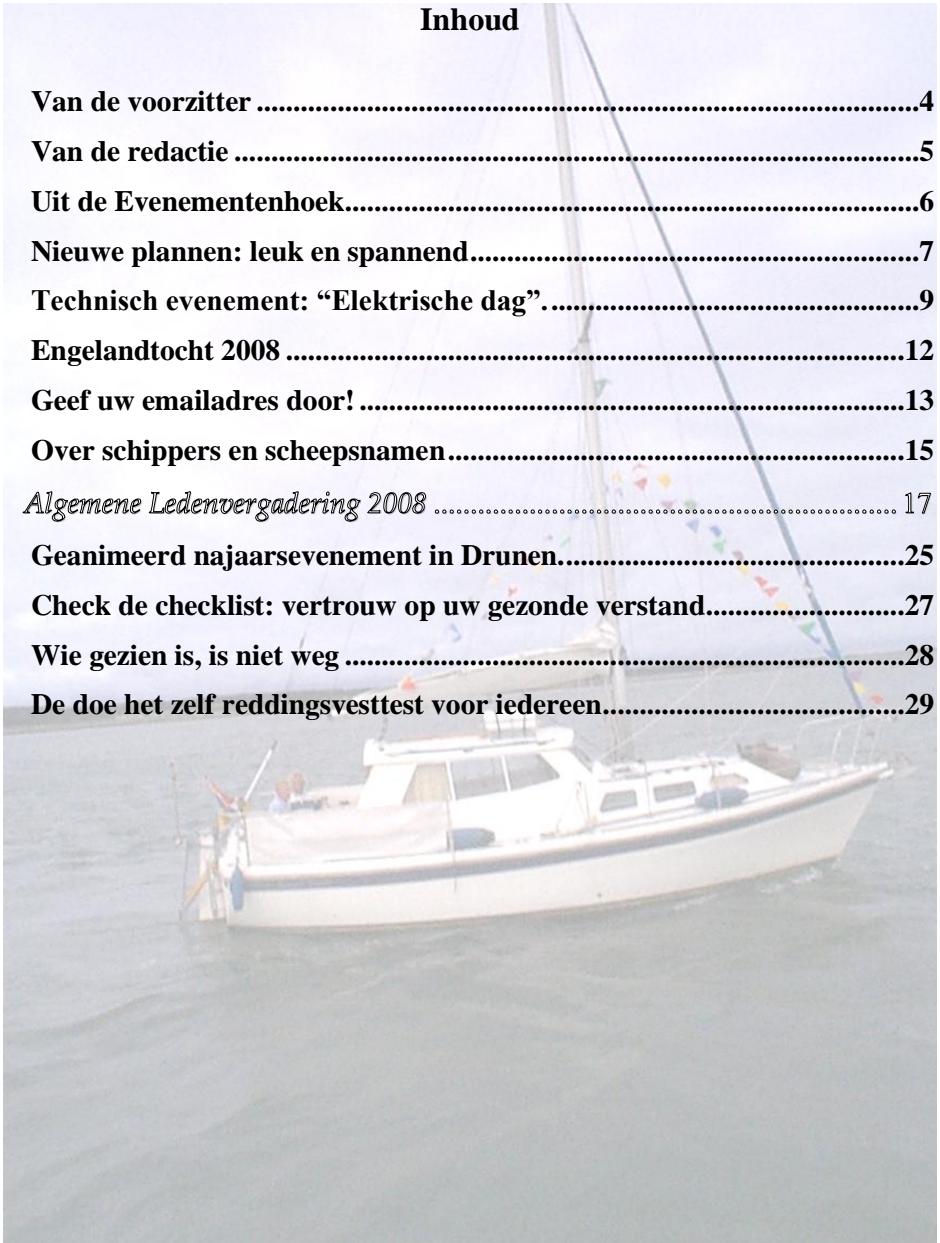 Inhoud
Van de voorzitter ............................................................................................4
Van de redactie ...............................................................................................5
Uit de Evenementenhoek................................................................................6
Nieuwe plannen: leuk en spannend..............................................................7
Technisch evenement: “Elektrische dag”. ...................................................9
Engelandtocht 2008 ......................................................................................12
Geef uw emailadres door! ............................................................................13
Over schippers en scheepsnamen................................................................15
Algemene Ledenvergadering 2008 ................................................................ 17
Geanimeerd najaarsevenement in Drunen.................................................25
Check de checklist: vertrouw op uw gezonde verstand............................27
Wie gezien is, is niet weg ..............................................................................28
De doe het zelf reddingsvesttest voor iedereen..........................................29